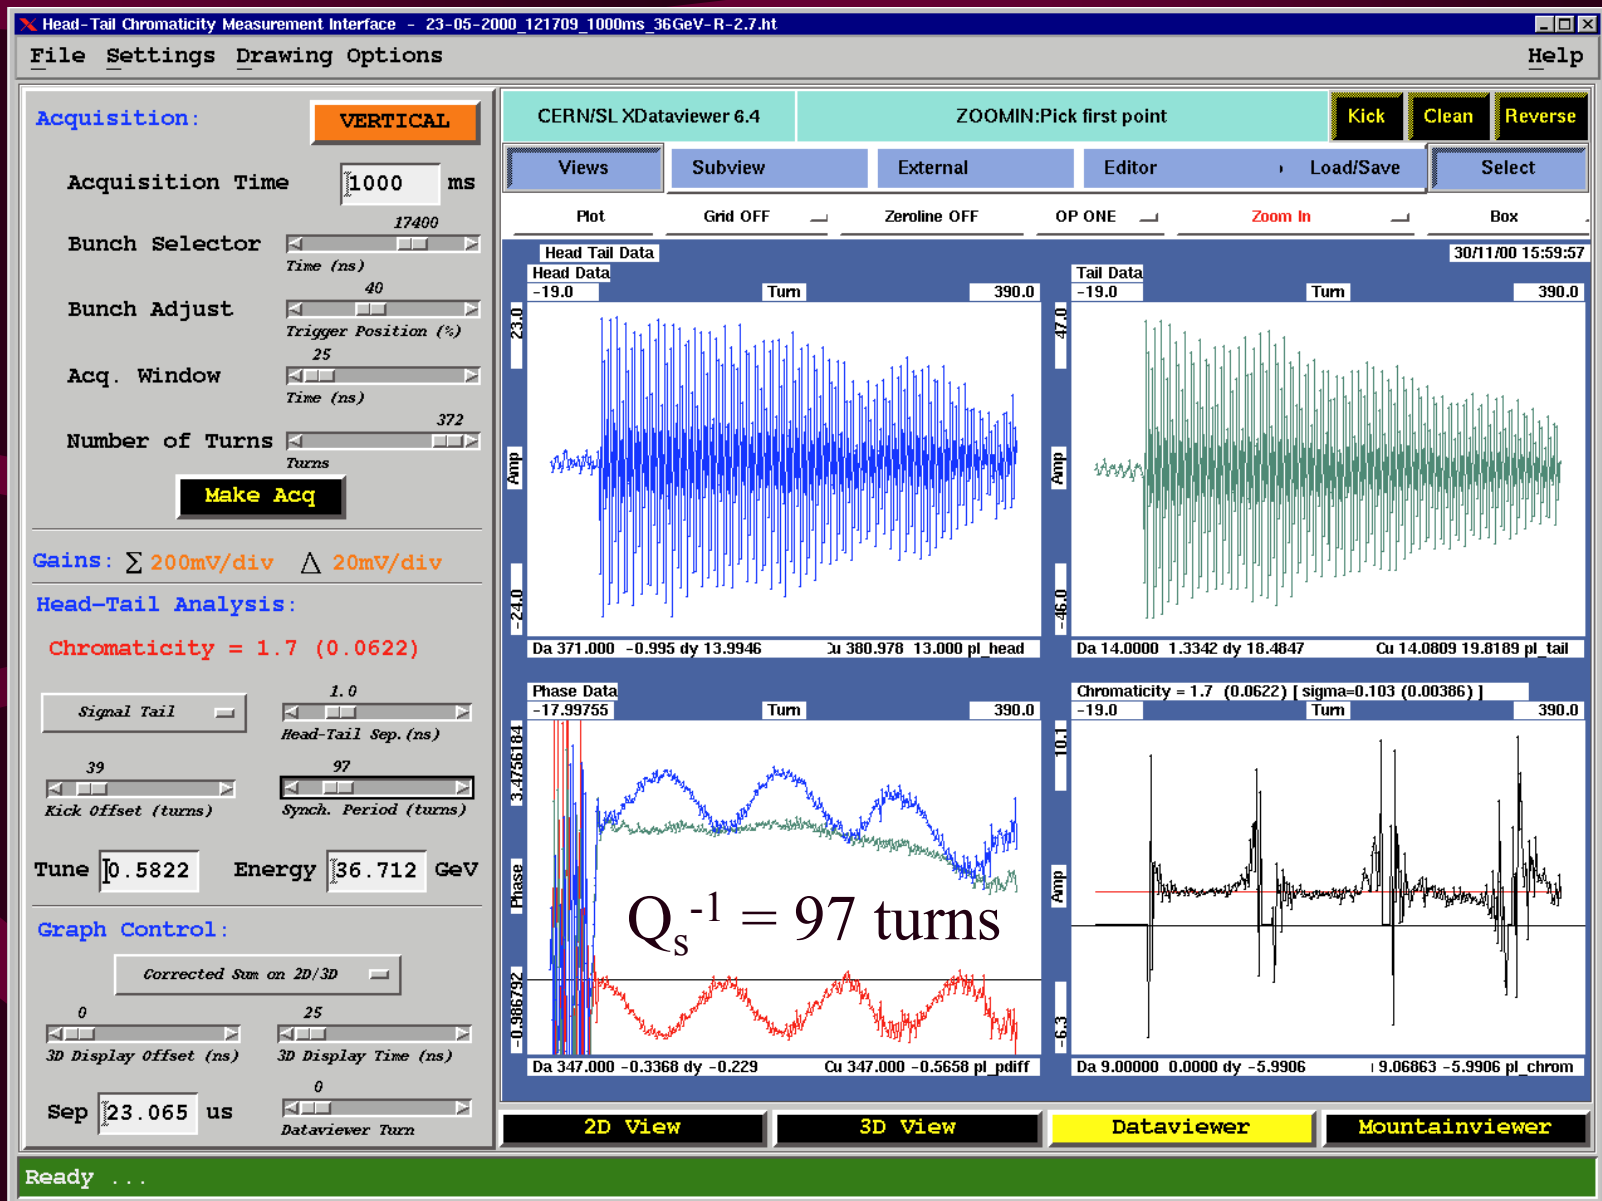 Head-Tail Chromaticity Measurement Interface - 23-05-2000_121709_1000ms_36GeV-R-2.7.ht
File Settings Drawing Options Help
Acquisition: VERTICAL
Acquisition Time 1000 ms
17400
Bunch Selector
Time (ns)
40
Bunch Adjust
Trigger Position (%)
25
Acq. Window
Time (ns)
372
Number of Turns
Turns
Make Acq
Gains: Σ 200mV/div Δ 20mV/div
Head-Tail Analysis:
Chromaticity = 1.7 (0.0622)
Signal Tail
1.0
Head-Tail Sep.(ns)
39
Kick Offset (turns)
97
Synch. Period (turns)
Tune 0.5822 Energy 36.712 GeV
Graph Control:
Corrected Sum on 2D/3D
0
3D Display Offset (ns)
25
3D Display Time (ns)
Sep 23.065 us
0
Dataviewer Turn
CERN/SL XDataviewer 6.4 ZOOMIN:Pick first point Kick Clean Reverse
Views Subview External Editor Load/Save Select
Plot Grid OFF Zeroline OFF OP ONE Zoom In Box
Head Tail Data 30/11/00 15:59:57
Head Data
-19.0 Turn 390.0
23.0
Amp
-24.0
Da 371.000 -0.995 dy 13.9946 Cu 380.978 13.000 pl_head
Tail Data
-19.0 Turn 390.0
47.0
Amp
-46.0
Da 14.0000 1.3342 dy 18.4847 Cu 14.0809 19.8189 pl_tail
Phase Data
-17.99755 Turn 390.0
3.4756184
Phase
-0.986792
Qs-1 = 97 turns
Da 347.000 -0.3368 dy -0.229 Cu 347.000 -0.5658 pl_pdiff
Chromaticity = 1.7 (0.0622) [ sigma=0.103 (0.00386) ]
-19.0 Turn 390.0
10.1
Amp
-6.3
Da 9.00000 0.0000 dy -5.9906 9.06863 -5.9906 pl_chrom
2D View 3D View Dataviewer Mountainviewer
Ready ...